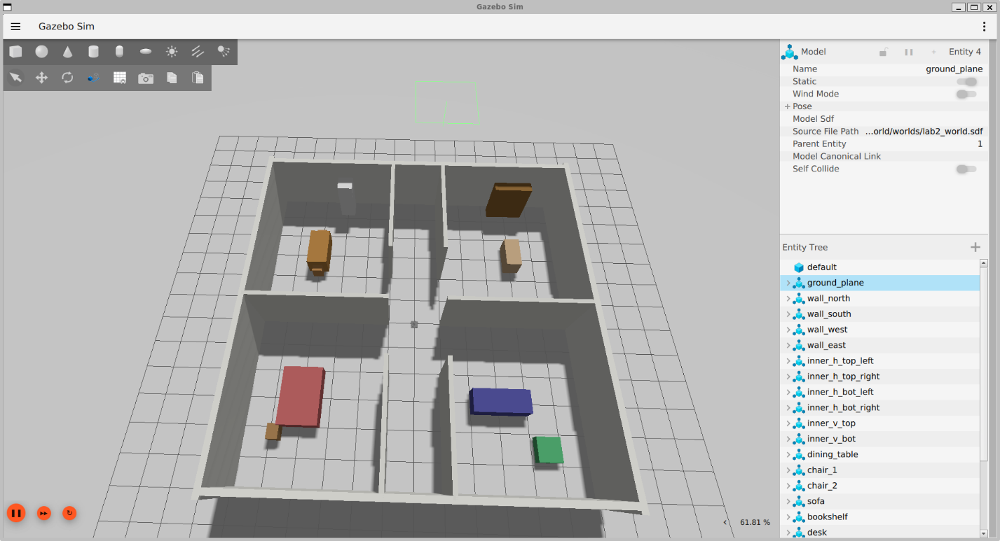 Gazebo Sim
Gazebo Sim
Model
Entity 4
Name ground_plane
Static
Wind Mode
+ Pose
Model Sdf
Source File Path ...orld/worlds/lab2_world.sdf
Parent Entity 1
Model Canonical Link
Self Collide
Entity Tree
default
ground_plane
wall_north
wall_south
wall_west
wall_east
inner_h_top_left
inner_h_top_right
inner_h_bot_left
inner_h_bot_right
inner_v_top
inner_v_bot
dining_table
chair_1
chair_2
sofa
bookshelf
desk
61.81 %